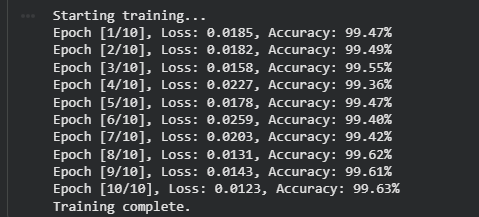 Starting training...
Epoch [1/10], Loss: 0.0185, Accuracy: 99.47%
Epoch [2/10], Loss: 0.0182, Accuracy: 99.49%
Epoch [3/10], Loss: 0.0158, Accuracy: 99.55%
Epoch [4/10], Loss: 0.0227, Accuracy: 99.36%
Epoch [5/10], Loss: 0.0178, Accuracy: 99.47%
Epoch [6/10], Loss: 0.0259, Accuracy: 99.40%
Epoch [7/10], Loss: 0.0203, Accuracy: 99.42%
Epoch [8/10], Loss: 0.0131, Accuracy: 99.62%
Epoch [9/10], Loss: 0.0143, Accuracy: 99.61%
Epoch [10/10], Loss: 0.0123, Accuracy: 99.63%
Training complete.